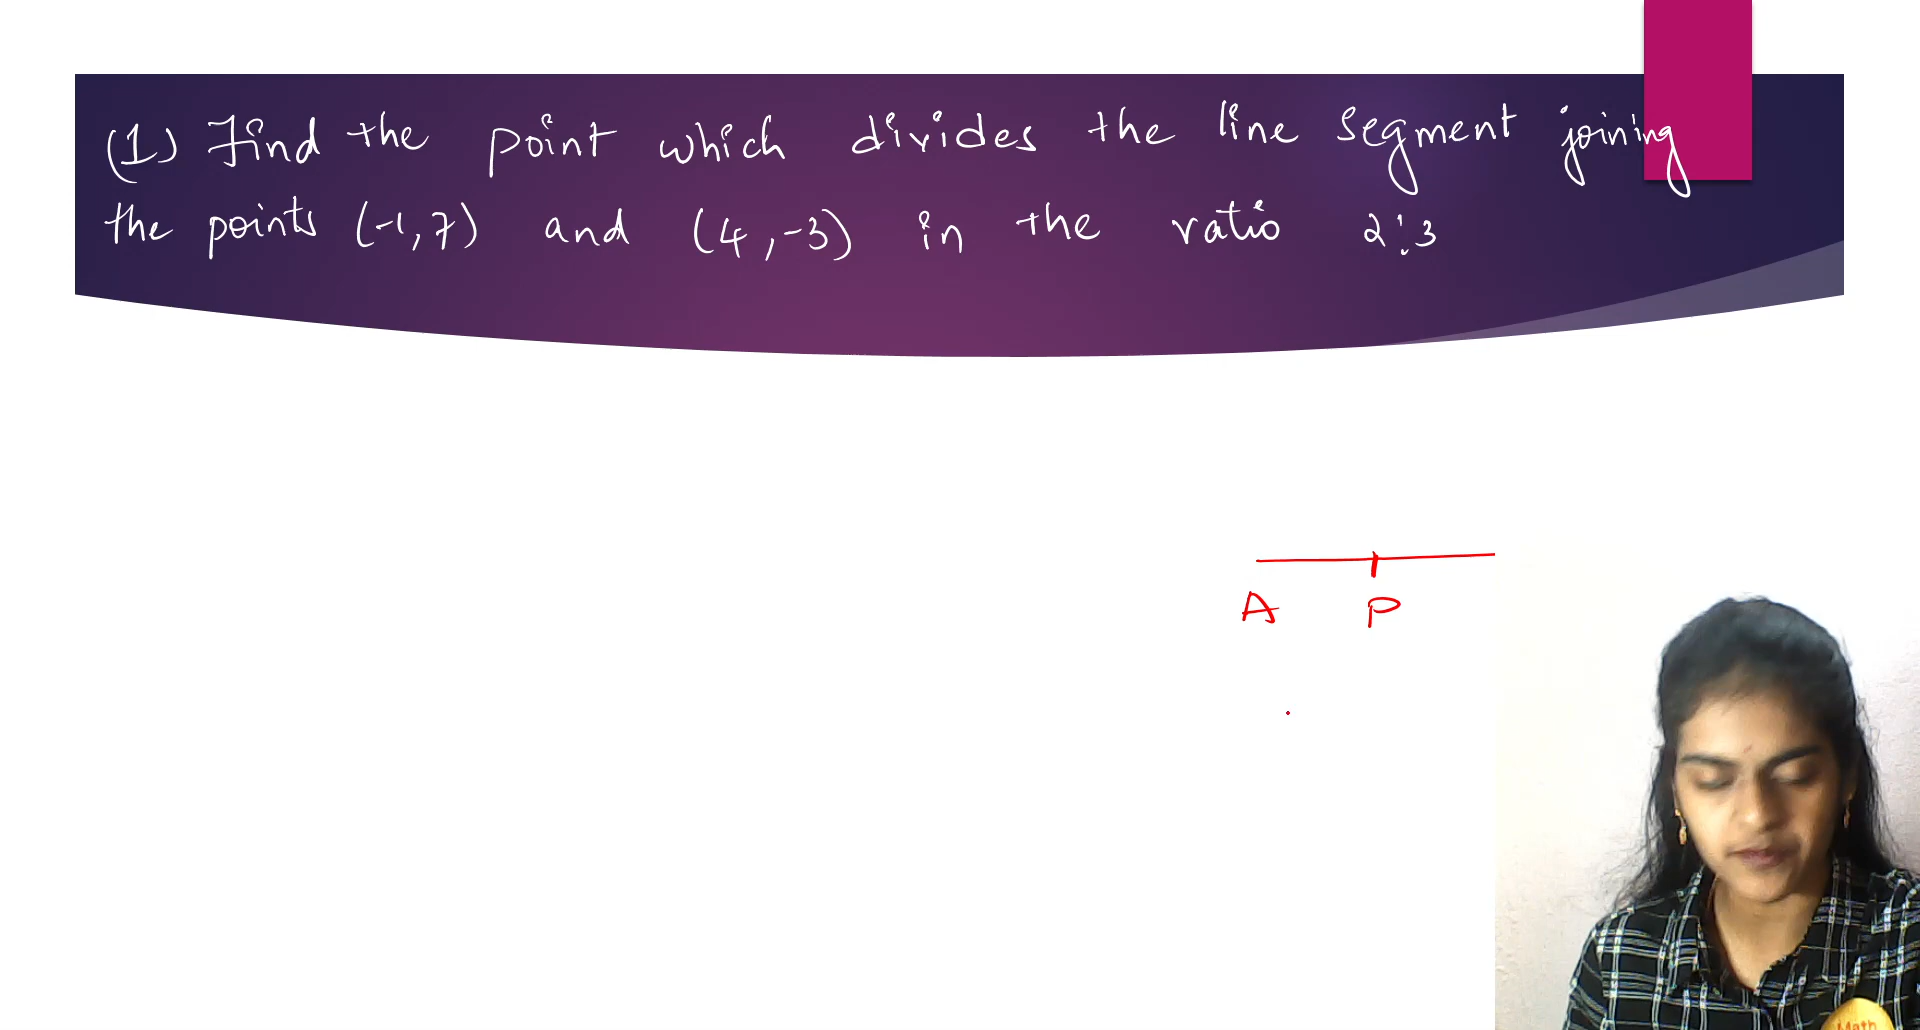 (1) Find the point which divides the line segment joining
the points (-1,7) and (4,-3) in the ratio 2:3
A P
Math